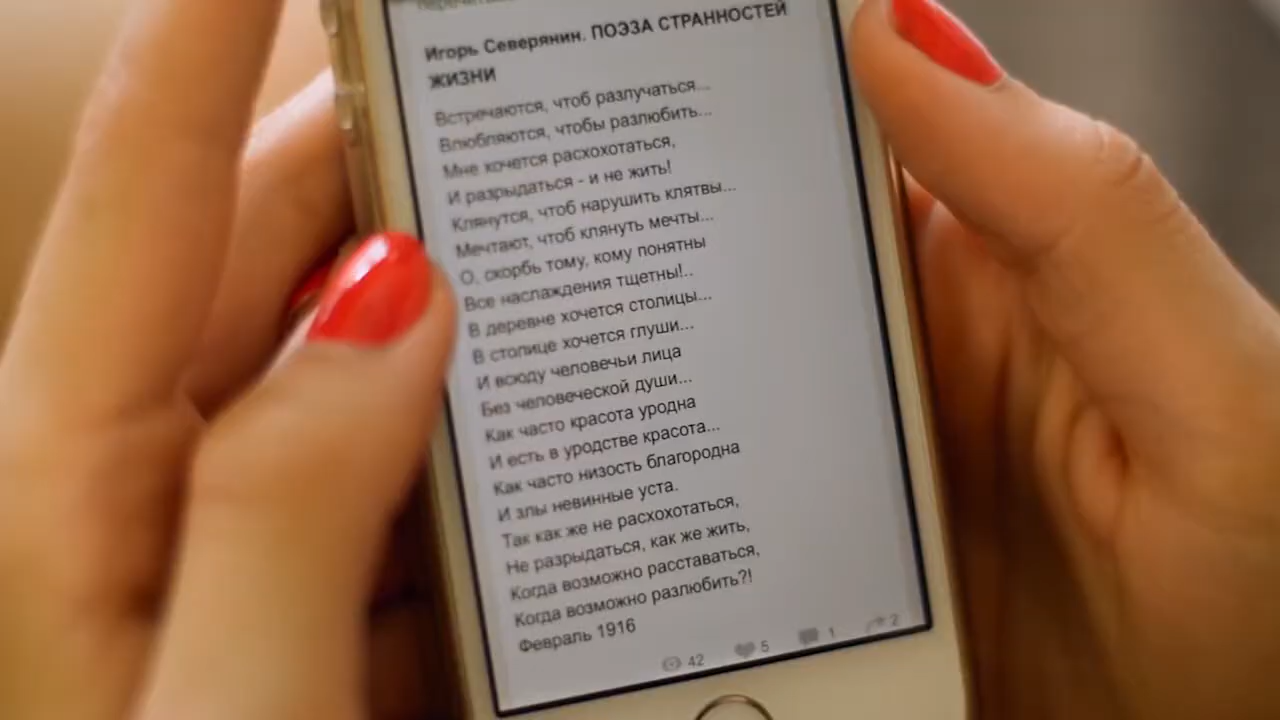 Игорь Северянин. ПОЭЗА СТРАННОСТЕЙ
ЖИЗНИ
Встречаются, чтоб разлучаться...
Влюбляются, чтобы разлюбить...
Мне хочется расхохотаться,
И разрыдаться - и не жить!
Клянутся, чтоб нарушить клятвы...
Мечтают, чтоб клянуть мечты...
О, скорбь тому, кому понятны
Все наслаждения тщетны!..
В деревне хочется столицы...
В столице хочется глуши...
И всюду человечьи лица
Без человеческой души...
Как часто красота уродна
И есть в уродстве красота...
Как часто низость благородна
И злы невинные уста.
Так как же не расхохотаться,
Не разрыдаться, как же жить,
Когда возможно расставаться,
Когда возможно разлюбить?!
Февраль 1916
42 5 1 2